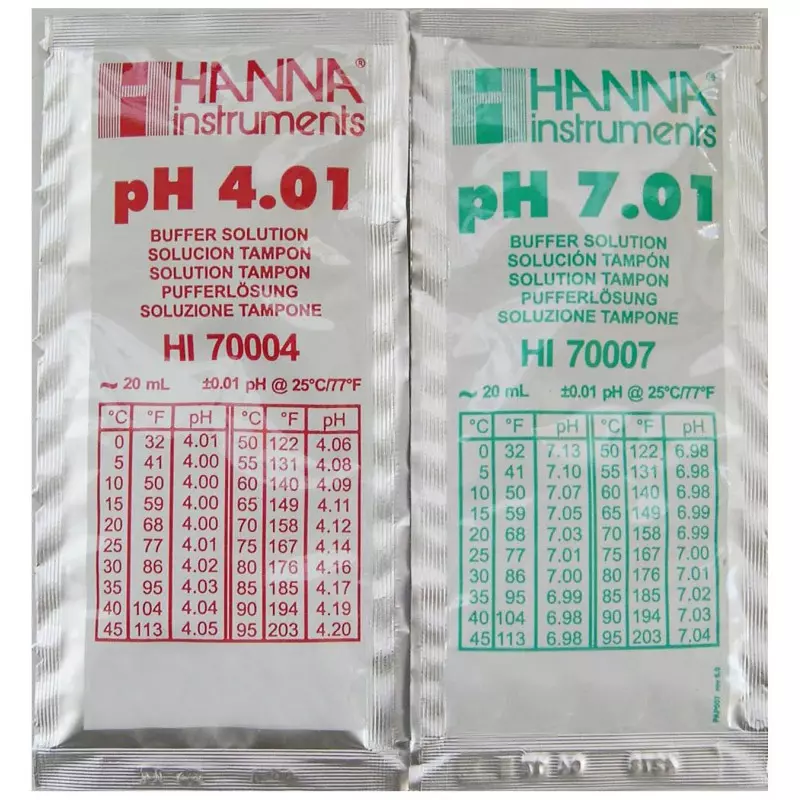 HANNA®
instruments
pH 4.01
BUFFER SOLUTION
SOLUCION TAMPON
SOLUTION TAMPON
PUFFERLÖSUNG
SOLUZIONE TAMPONE
HI 70004
~ 20 mL ±0.01 pH @ 25°C/77°F
°C °F pH °C °F pH
0 32 4.01 50 122 4.06
5 41 4.00 55 131 4.08
10 50 4.00 60 140 4.09
15 59 4.00 65 149 4.11
20 68 4.00 70 158 4.12
25 77 4.01 75 167 4.14
30 86 4.02 80 176 4.16
35 95 4.03 85 185 4.17
40 104 4.04 90 194 4.19
45 113 4.05 95 203 4.20
HANNA®
instruments
pH 7.01
BUFFER SOLUTION
SOLUCIÓN TAMPÓN
SOLUTION TAMPON
PUFFERLÖSUNG
SOLUZIONE TAMPONE
HI 70007
~ 20 mL ±0.01 pH @ 25°C/77°F
°C °F pH °C °F pH
0 32 7.13 50 122 6.98
5 41 7.10 55 131 6.98
10 50 7.07 60 140 6.98
15 59 7.05 65 149 6.99
20 68 7.03 70 158 6.99
25 77 7.01 75 167 7.00
30 86 7.00 80 176 7.01
35 95 6.99 85 185 7.02
40 104 6.98 90 194 7.03
45 113 6.98 95 203 7.04